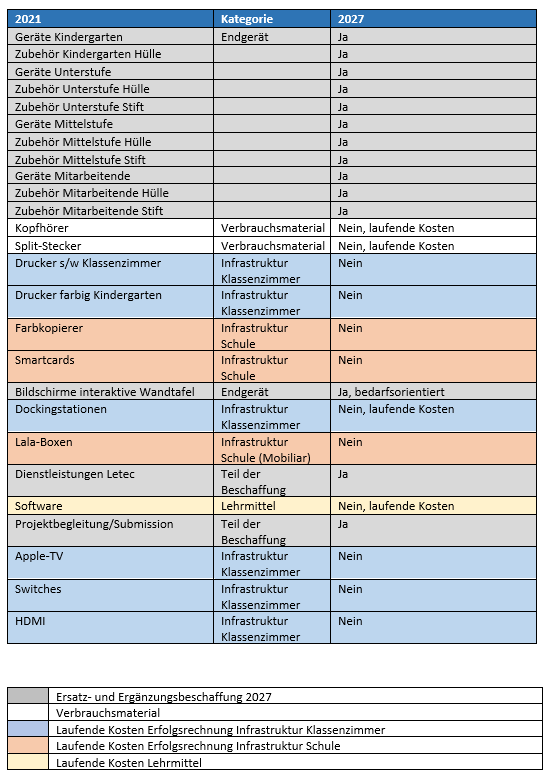 2021 Kategorie 2027
Geräte Kindergarten Endgerät Ja
Zubehör Kindergarten Hülle Ja
Geräte Unterstufe Ja
Zubehör Unterstufe Hülle Ja
Zubehör Unterstufe Stift Ja
Geräte Mittelstufe Ja
Zubehör Mittelstufe Hülle Ja
Zubehör Mittelstufe Stift Ja
Geräte Mitarbeitende Ja
Zubehör Mitarbeitende Hülle Ja
Zubehör Mitarbeitende Stift Ja
Kopfhörer Verbrauchsmaterial Nein, laufende Kosten
Split-Stecker Verbrauchsmaterial Nein, laufende Kosten
Drucker s/w Klassenzimmer Infrastruktur Nein
Klassenzimmer
Drucker farbig Kindergarten Infrastruktur Nein
Klassenzimmer
Farbkopierer Infrastruktur Nein
Schule
Smartcards Infrastruktur Nein
Schule
Bildschirme interaktive Wandtafel Endgerät Ja, bedarfsorientiert
Dockingstationen Infrastruktur Nein, laufende Kosten
Klassenzimmer
Lala-Boxen Infrastruktur Nein
Schule (Mobiliar)
Dienstleistungen Letec Teil der Ja
Beschaffung
Software Lehrmittel Nein, laufende Kosten
Projektbegleitung/Submission Teil der Ja
Beschaffung
Apple-TV Infrastruktur Nein
Klassenzimmer
Switches Infrastruktur Nein
Klassenzimmer
HDMI Infrastruktur Nein
Klassenzimmer
Ersatz- und Ergänzungsbeschaffung 2027
Verbrauchsmaterial
Laufende Kosten Erfolgsrechnung Infrastruktur Klassenzimmer
Laufende Kosten Erfolgsrechnung Infrastruktur Schule
Laufende Kosten Lehrmittel